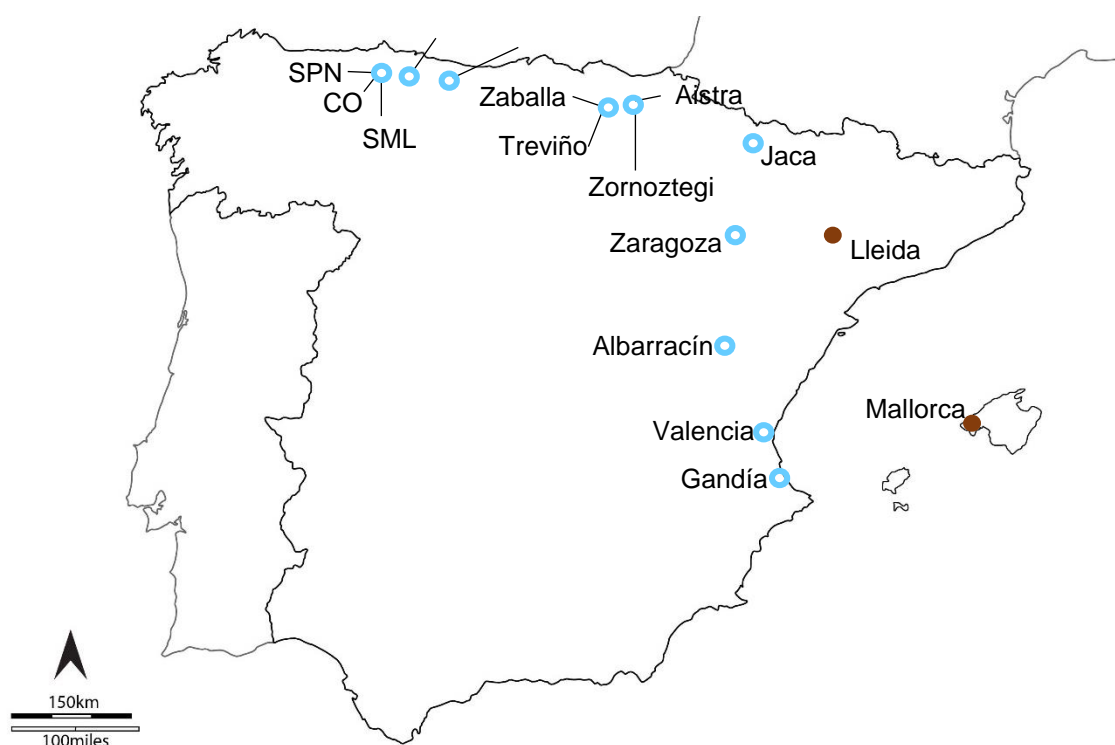 SPN
CO
SML
Zaballa
Aistra
Treviño
Zornoztegi
Jaca
Zaragoza
Lleida
Albarracín
Mallorca
Valencia
Gandía
150km
100miles